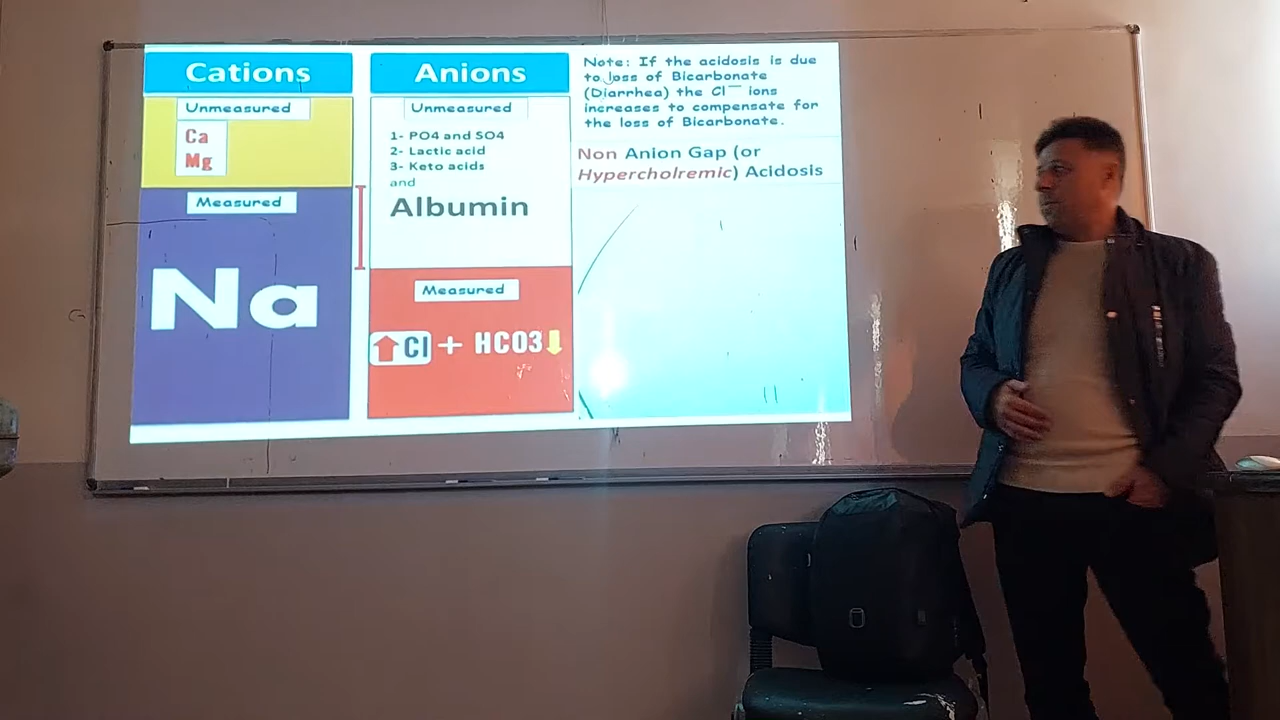 Cations
Unmeasured
Ca
Mg
Measured
Na
Anions
Unmeasured
1- PO4 and SO4
2- Lactic acid
3- Keto acids
and
Albumin
Measured
Cl + HCO3
Note: If the acidosis is due
to loss of Bicarbonate
(Diarrhea) the Cl⁻ ions
increases to compensate for
the loss of Bicarbonate.
Non Anion Gap (or
Hypercholremic) Acidosis